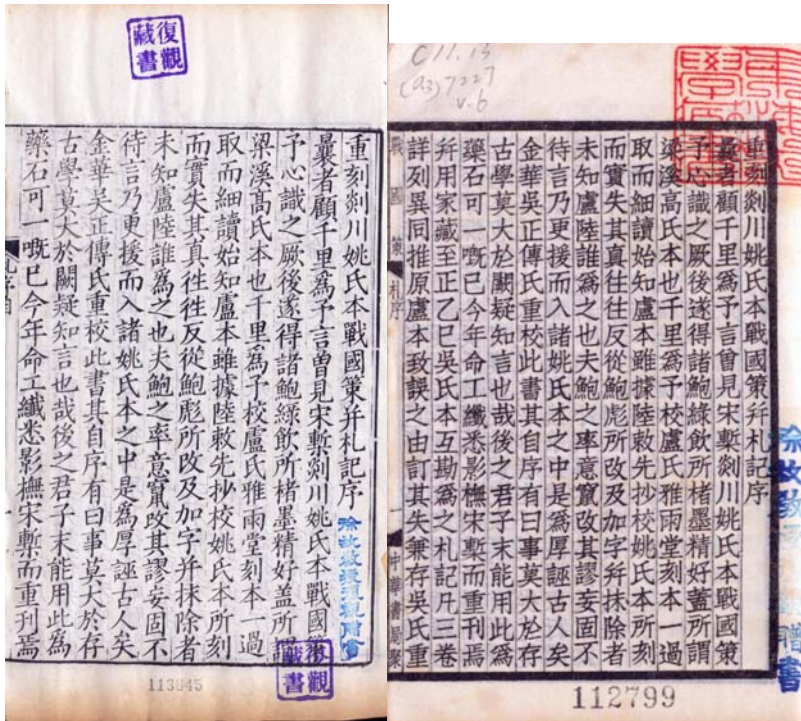 復觀
藏書
重刻剡川姚氏本戰國策并札記序
曩者顧千里爲予言曾見宋槧剡川姚氏本戰國策
予心識之厥後遂得諸鮑綠飲所楮墨精好盖所
梁溪髙氏本也千里爲予校盧氏雅雨堂刻本一過
取而細讀始知盧本雖據陸敕先抄校姚氏本所刻
而實失其真徃徃反從鮑彪所改及加字并抹除者
未知盧陸誰爲之也夫鮑之率意竄改其謬妄固不
待言乃更援而入諸姚氏本之中是爲厚誣古人矣
金華吳正傳氏重校此書其自序有曰事莫大於存
古學莫大於闕疑知言也哉後之君子末能用此爲
藥石可一嘅已今年命工纖悉影橅宋槧而重刊焉
復觀
藏書
113845
C11.13
(a3)7227
v.6
重刻剡川姚氏本戰國策并札記序
曩者顧千里爲予言曾見宋槧剡川姚氏本戰國策
予心識之厥後遂得諸鮑綠飲所楮墨精好蓋所謂
梁溪高氏本也千里爲予校盧氏雅雨堂刻本一過
取而細讀始知盧本雖據陸敕先抄校姚氏本所刻
而實失其真往往反從鮑彪所改及加字并抹除者
未知盧陸誰爲之也夫鮑之率意竄改其謬妄固不
待言乃更援而入諸姚氏本之中是爲厚誣古人矣
金華吳正傳氏重校此書其自序有曰事莫大於存
古學莫大於闕疑知言也哉後之君子末能用此爲
藥石可一嘅已今年命工纖悉影橅宋槧而重刊焉
并用家藏至正乙巳吳氏本互勘爲之札記凡三卷
詳列異同推原盧本致誤之由訂其失兼存吳氏重
戰國策 札序 一 中華書局聚
112799